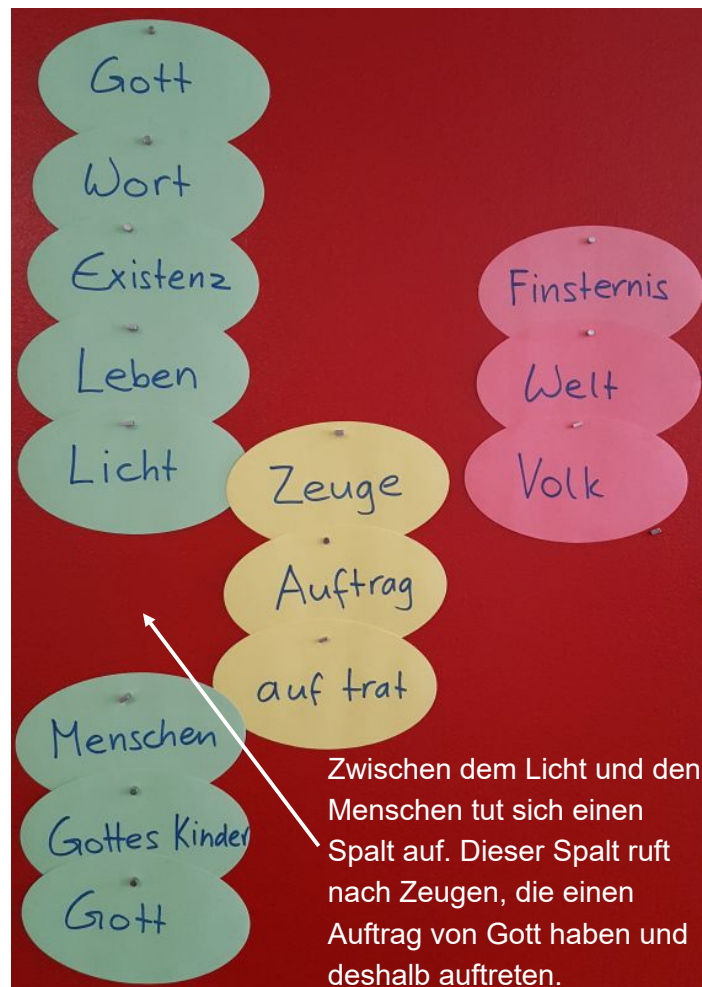 Gott
Wort
Existenz
Leben
Licht
Finsternis
Welt
Volk
Zeuge
Auftrag
auf trat
Menschen
Gottes Kinder
Gott
Zwischen dem Licht und den
Menschen tut sich einen
Spalt auf. Dieser Spalt ruft
nach Zeugen, die einen
Auftrag von Gott haben und
deshalb auftreten.